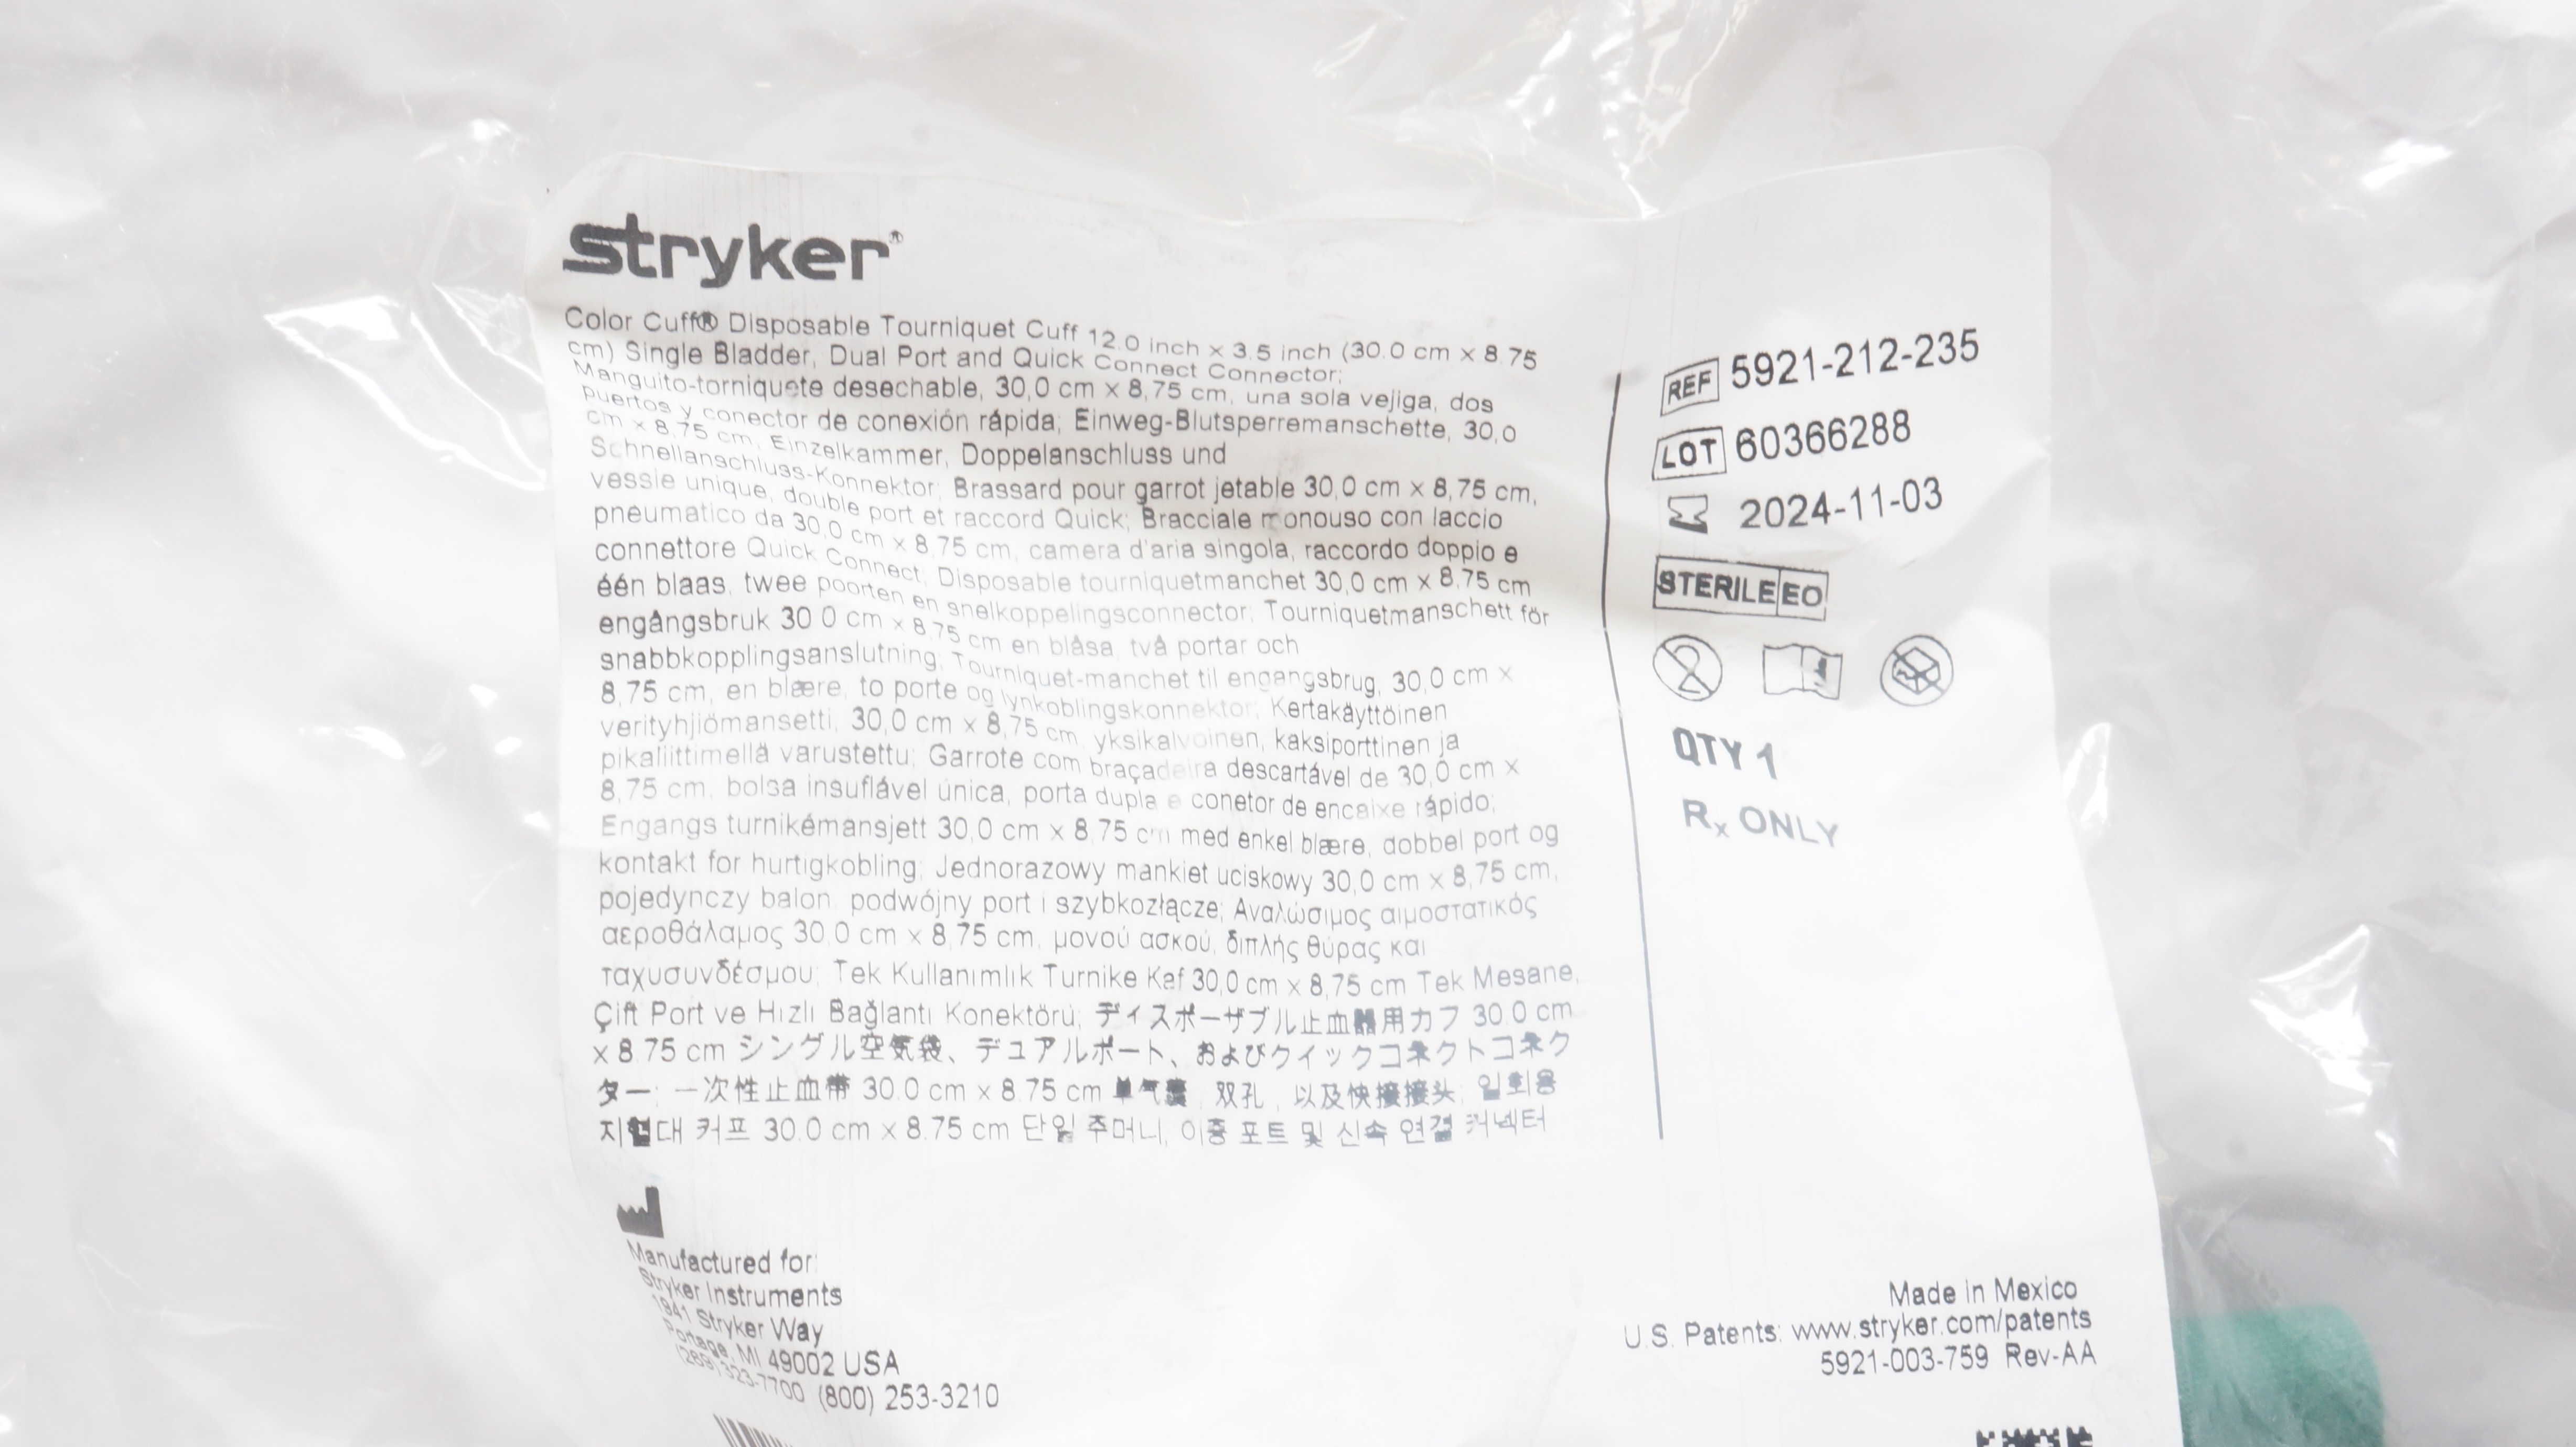 stryker®
Color Cuff® Disposable Tourniquet Cuff 12.0 inch x 3.5 inch (30.0 cm x 8.75
cm) Single Bladder, Dual Port and Quick Connect Connector;
Manguito-torniquete desechable, 30,0 cm x 8,75 cm, una sola vejiga, dos
puertos y conector de conexión rápida; Einweg-Blutsperremanschette, 30,0
cm x 8,75 cm, Einzelkammer, Doppelanschluss und
Schnellanschluss-Konnektor; Brassard pour garrot jetable 30,0 cm x 8,75 cm,
vessie unique, double port et raccord Quick; Bracciale monouso con laccio
pneumatico da 30,0 cm x 8,75 cm, camera d'aria singola, raccordo doppio e
connettore Quick Connect; Disposable tourniquetmanchet 30,0 cm x 8,75 cm
één blaas, twee poorten en snelkoppelingsconnector; Tourniquetmanschett för
engångsbruk 30 0 cm x 8,75 cm en blåsa, två portar och
snabbkopplingsanslutning; Tourniquet-manchet til engangsbrug, 30,0 cm x
8,75 cm, en blære, to porte og lynkoblingskonnektor; Kertakäyttöinen
verityhjiömansetti, 30,0 cm x 8,75 cm, yksikalvoinen, kaksiporttinen ja
pikaliittimellä varustettu; Garrote com braçadeira descartável de 30,0 cm x
8,75 cm, bolsa insuflável única, porta dupla e conetor de encaixe rápido;
Engangs turnikémansjett 30,0 cm x 8,75 cm med enkel blære, dobbel port og
kontakt for hurtigkobling; Jednorazowy mankiet uciskowy 30,0 cm x 8,75 cm,
pojedynczy balon, podwójny port i szybkozłącze; Αναλώσιμος αιμοστατικός
αεροθάλαμος 30,0 cm x 8,75 cm, μονού ασκού, διπλής θύρας και
ταχυσυνδέσμου; Tek Kullanımlık Turnike Kaf 30,0 cm x 8,75 cm Tek Mesane,
Çift Port ve Hızlı Bağlantı Konektörü; ディスポーザブル止血器用カフ 30.0 cm
x 8.75 cm シングル空気袋、デュアルポート、およびクイックコネクトコネク
ター; 一次性止血帶 30.0 cm x 8.75 cm 单气囊, 双孔, 以及快接接头; 일회용
지혈대 커프 30.0 cm x 8.75 cm 단일 주머니, 이중 포트 및 신속 연결 커넥터
REF 5921-212-235
LOT 60366288
2024-11-03
STERILE EO
2
QTY 1
Rx ONLY
Manufactured for:
Stryker Instruments
1941 Stryker Way
Portage, MI 49002 USA
(269) 323-7700 (800) 253-3210
Made in Mexico
U.S. Patents: www.stryker.com/patents
5921-003-759 Rev-AA